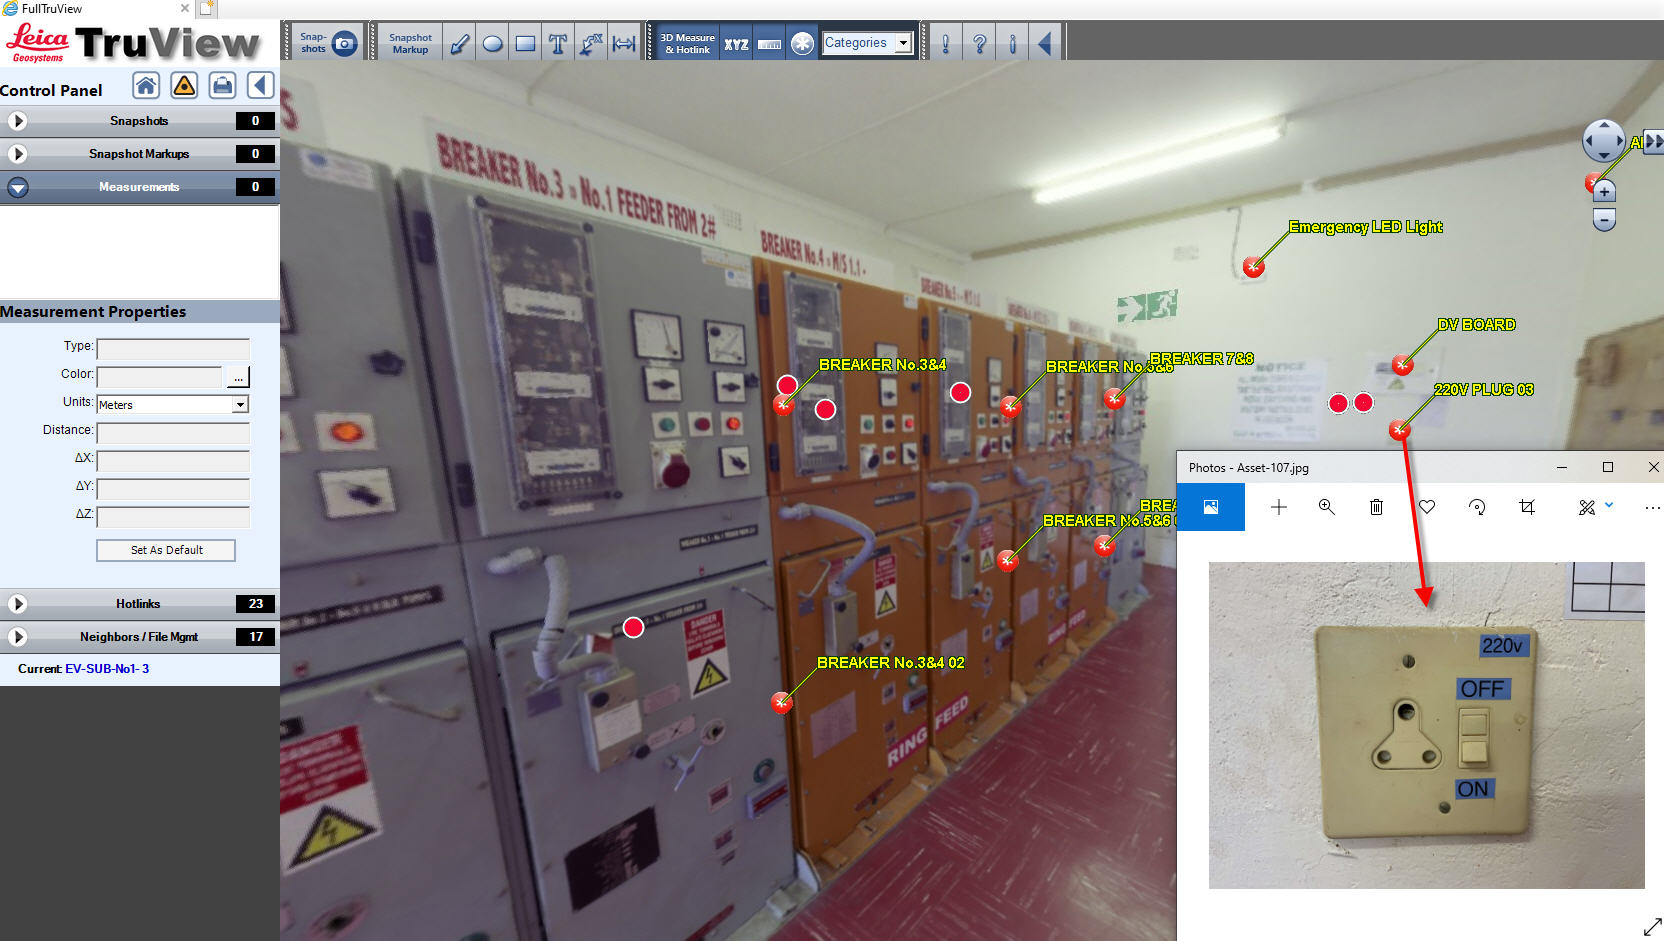 FullTruView
Leica
Geosystems
TruView
Snap-
shots
Snapshot
Markup
3D Measure
& Hotlink
XYZ
Categories
Control Panel
Snapshots 0
Snapshot Markups 0
Measurements 0
Measurement Properties
Type:
Color:
...
Units: Meters
Distance:
ΔX:
ΔY:
ΔZ:
Set As Default
Hotlinks 23
Neighbors / File Mgmt 17
Current: EV-SUB-No1- 3
S
BREAKER No.3 = No.1 FEEDER FROM 2#
BREAKER No.4 = M/S 1.1 -
Emergency LED Light
DV BOARD
220V PLUG 03
BREAKER No.3&4
BREAKER No.5&6
BREAKER 7&8
NOTICE
BREAKER No.5&6
BREA
BREAKER No.3&4 02
DANGER
DANGER
RING FEED
RING FEED
Photos - Asset-107.jpg
220v
OFF
ON